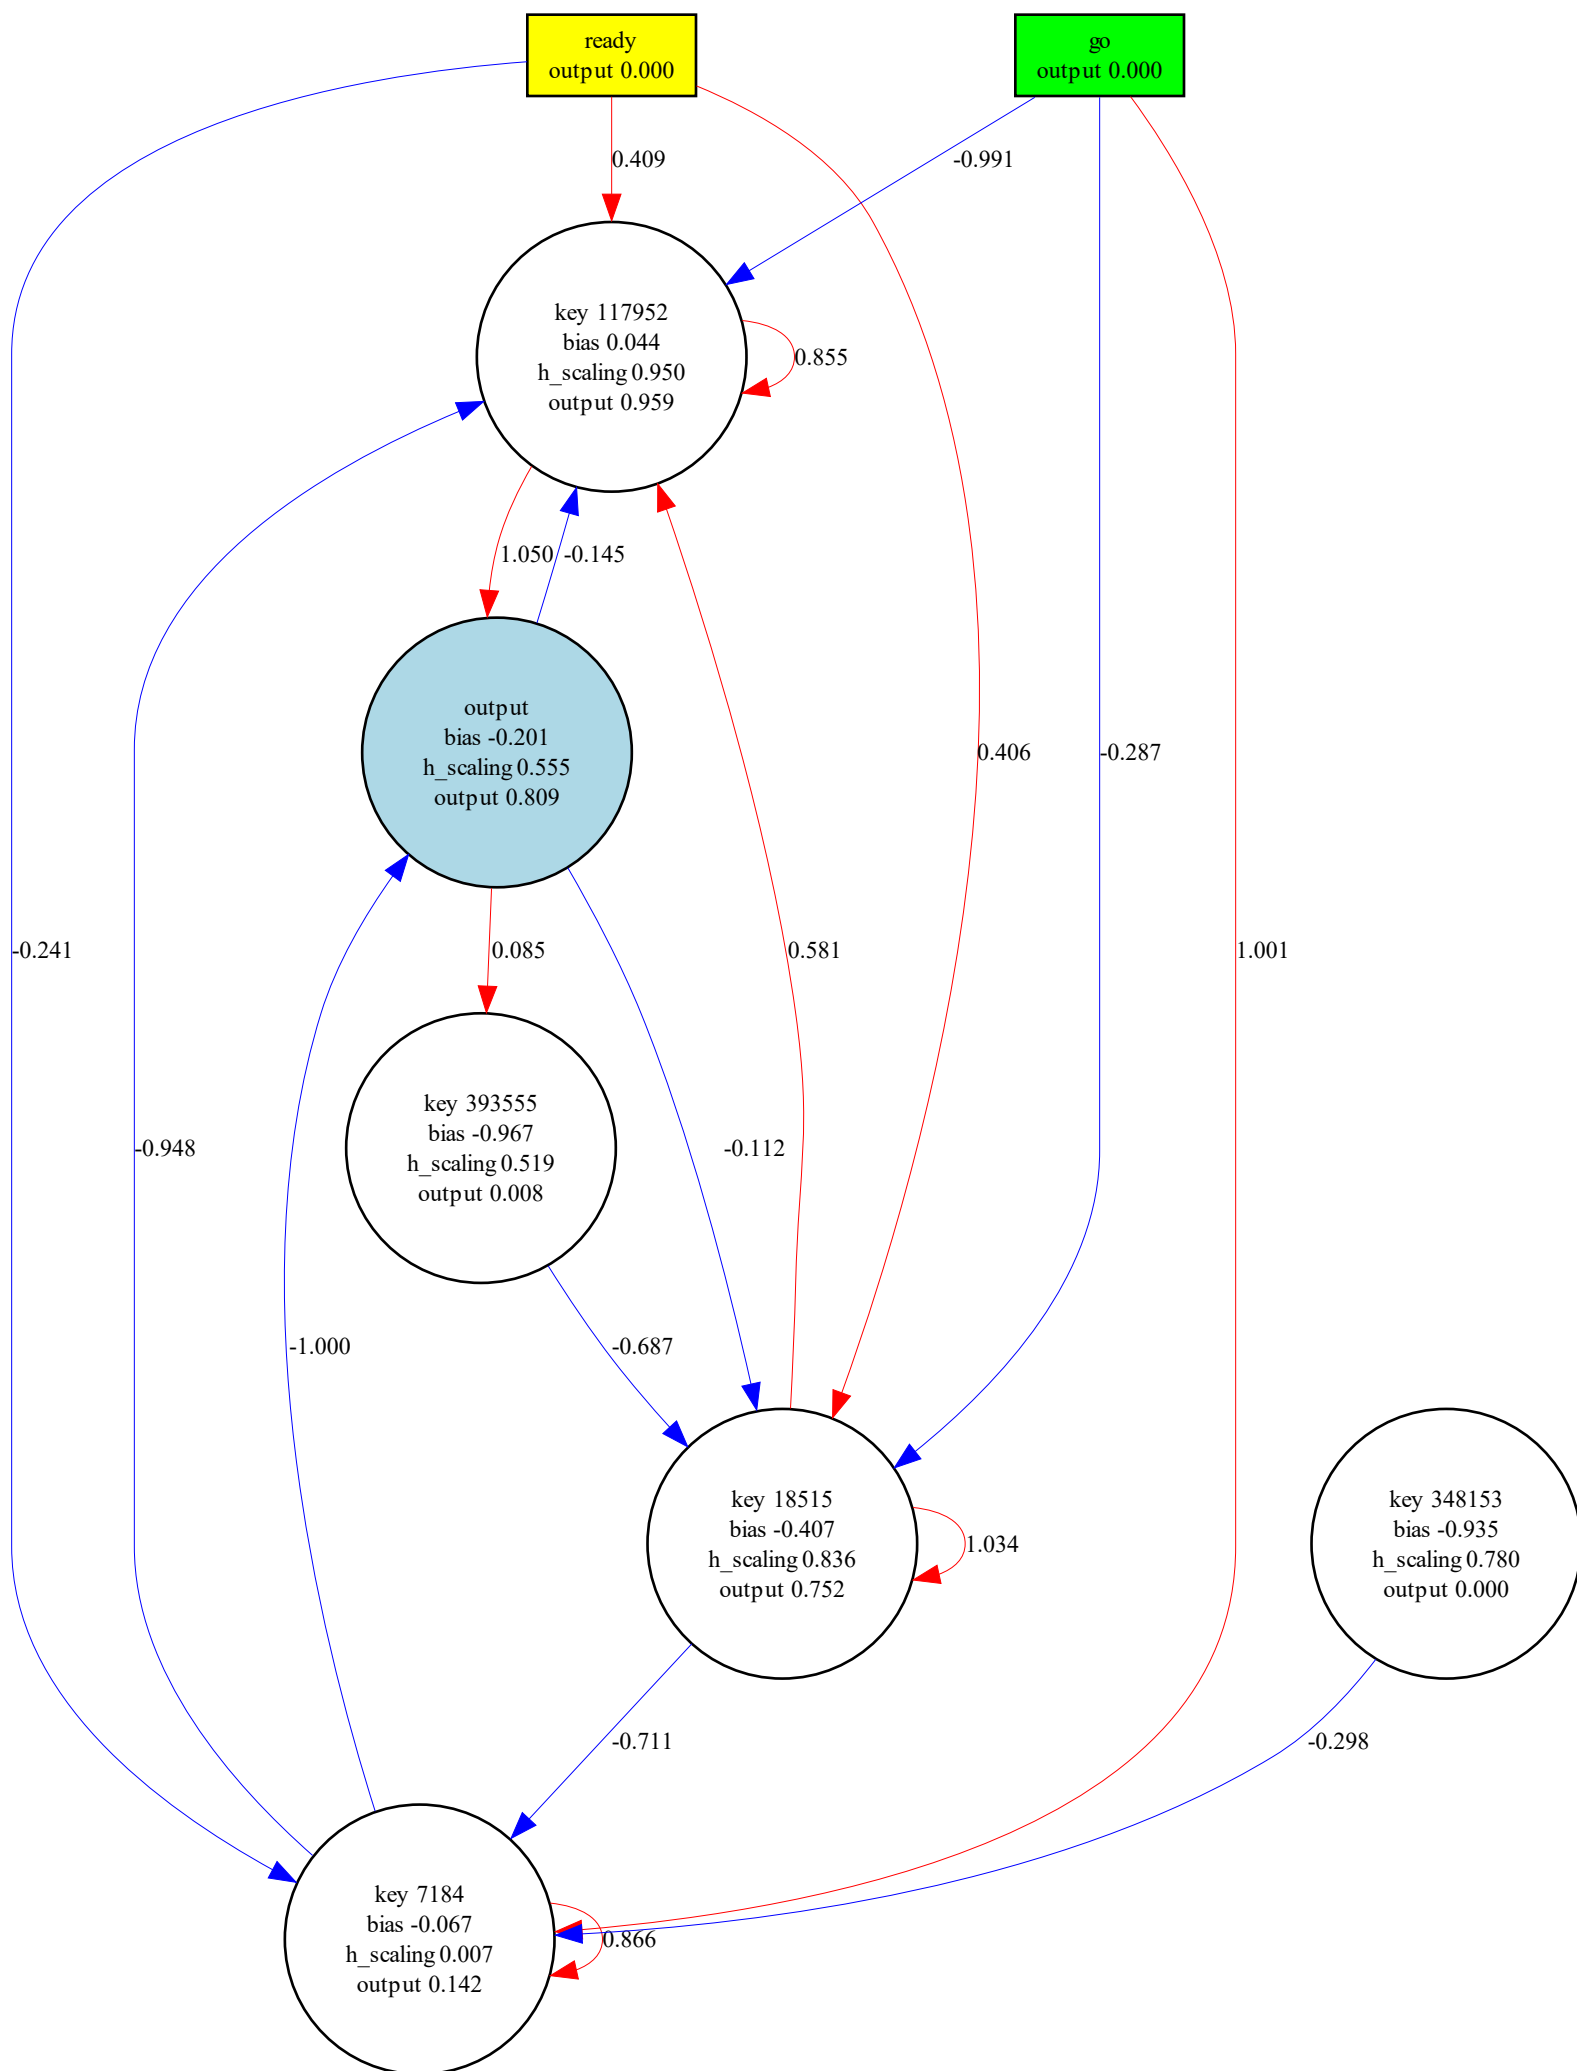 ready
output 0.000
go
output 0.000
0.409
-0.991
key 117952
bias 0.044
h_scaling 0.950
output 0.959
0.855
1.050
-0.145
output
bias -0.201
h_scaling 0.555
output 0.809
0.406
-0.287
-0.241
0.085
0.581
1.001
key 393555
bias -0.967
h_scaling 0.519
output 0.008
-0.948
-0.112
-1.000
-0.687
key 18515
bias -0.407
h_scaling 0.836
output 0.752
1.034
key 348153
bias -0.935
h_scaling 0.780
output 0.000
-0.711
-0.298
key 7184
bias -0.067
h_scaling 0.007
output 0.142
0.866